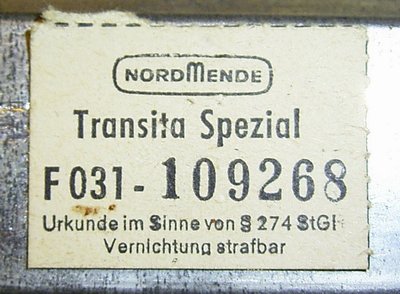 NORDMENDE
Transita Spezial
F 031 - 109268
Urkunde im Sinne von § 274 StGB
Vernichtung strafbar